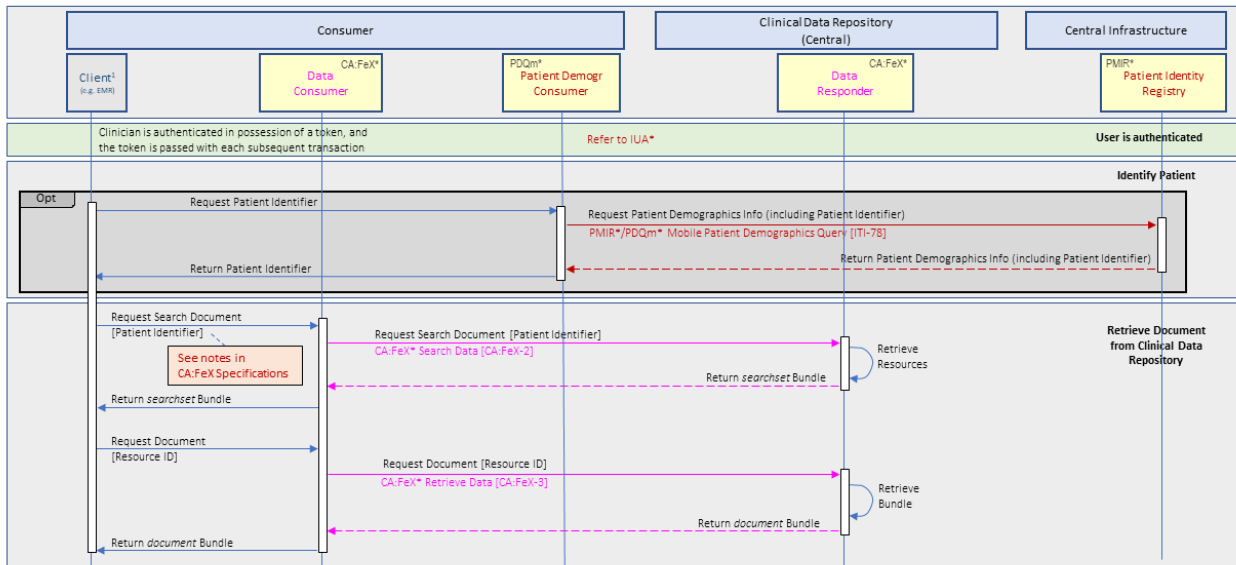 Consumer
Clinical Data Repository
(Central)
Central Infrastructure
Client1
(e.g. EMR)
CA:FeX*
Data
Consumer
PDQm*
Patient Demogr
Consumer
CA:FeX*
Data
Responder
PMIR*
Patient Identity
Registry
Clinician is authenticated in possession of a token, and
the token is passed with each subsequent transaction
Refer to IUA*
User is authenticated
Identify Patient
Opt
Request Patient Identifier
Request Patient Demographics Info (including Patient Identifier)
PMIR*/PDQm* Mobile Patient Demographics Query [ITI-78]
Return Patient Demographics Info (including Patient Identifier)
Return Patient Identifier
Retrieve Document
from Clinical Data
Repository
Request Search Document
[Patient Identifier]
See notes in
CA:FeX Specifications
Request Search Document [Patient Identifier]
CA:FeX* Search Data [CA:FeX-2]
Retrieve
Resources
Return searchset Bundle
Return searchset Bundle
Request Document
[Resource ID]
Request Document [Resource ID]
CA:FeX* Retrieve Data [CA:FeX-3]
Retrieve
Bundle
Return document Bundle
Return document Bundle